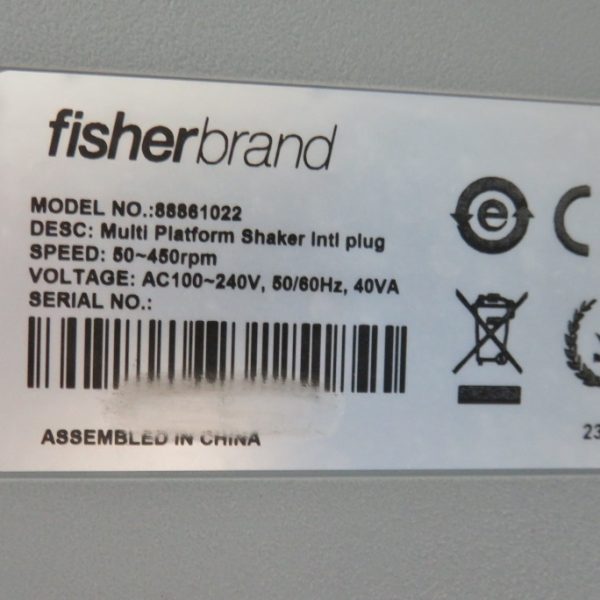 fisherbrand
MODEL NO.:88861022
DESC: Multi Platform Shaker Intl plug
SPEED: 50~450rpm
VOLTAGE: AC100~240V, 50/60Hz, 40VA
SERIAL NO.:
ASSEMBLED IN CHINA
e
C
23